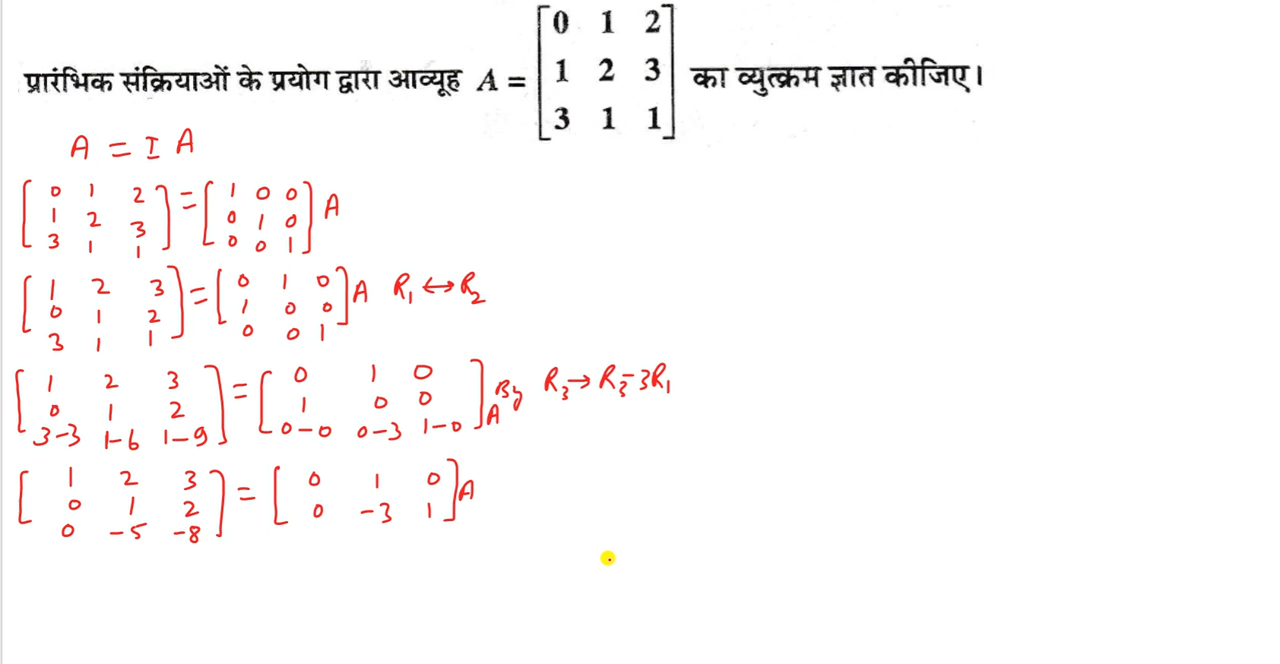 प्रारंभिक संक्रियाओं के प्रयोग द्वारा आव्यूह A = [0 1 2
1 2 3
3 1 1] का व्युत्क्रम ज्ञात कीजिए।
A = I A
[0 1 2
1 2 3
3 1 1] = [1 0 0
0 1 0
0 0 1] A
[1 2 3
0 1 2
3 1 1] = [0 1 0
1 0 0
0 0 1] A R₁ ↔ R₂
[1 2 3
0 1 2
3-3 1-6 1-9] = [0 1 0
1 0 0
0-0 0-3 1-0] A By R₃ → R₃-3R₁
[1 2 3
0 1 2
0 -5 -8] = [0 1 0
0 -3 1] A